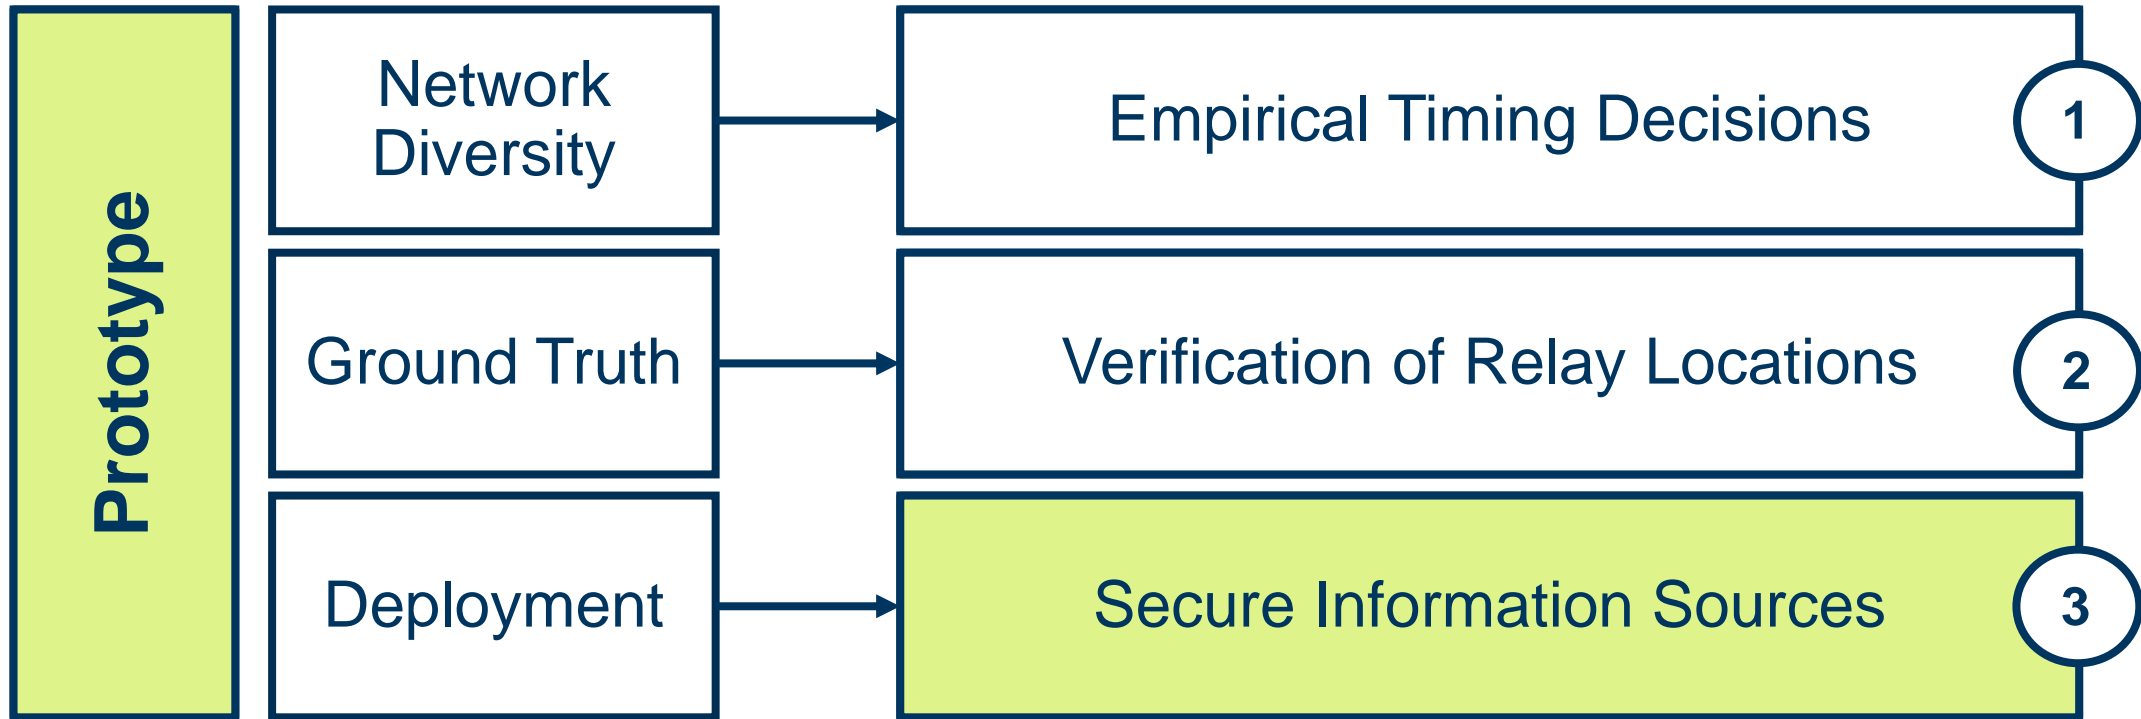 Prototype
Network
Diversity
Empirical Timing Decisions
1
Ground Truth
Verification of Relay Locations
2
Deployment
Secure Information Sources
3